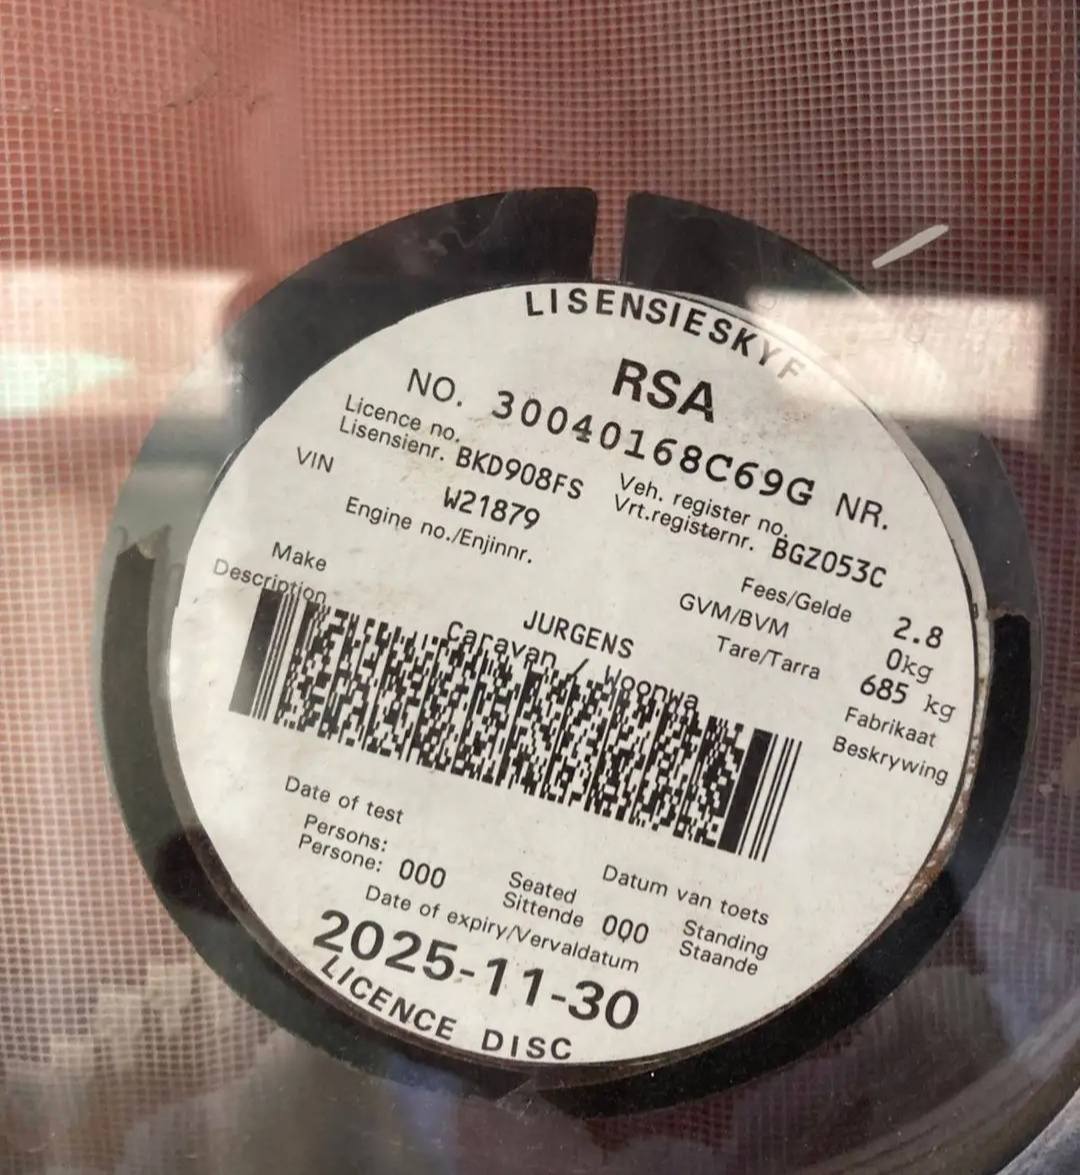 LISENSIESKYF
RSA
NO. 30040168C69G NR.
Licence no.
Lisensienr. BKD908FS
Veh. register no.
Vrt.registernr. BGZ053C
VIN W21879
Engine no./Enjinnr.
Fees/Gelde 2.8
GVM/BVM 0kg
Tare/Tarra 685 kg
Make JURGENS Fabrikaat
Description Caravan / Woonwa Beskrywing
Date of test Datum van toets
Persons:
Persone: 000
Seated
Sittende 000
Standing
Staande
Date of expiry/Vervaldatum
2025-11-30
LICENCE DISC